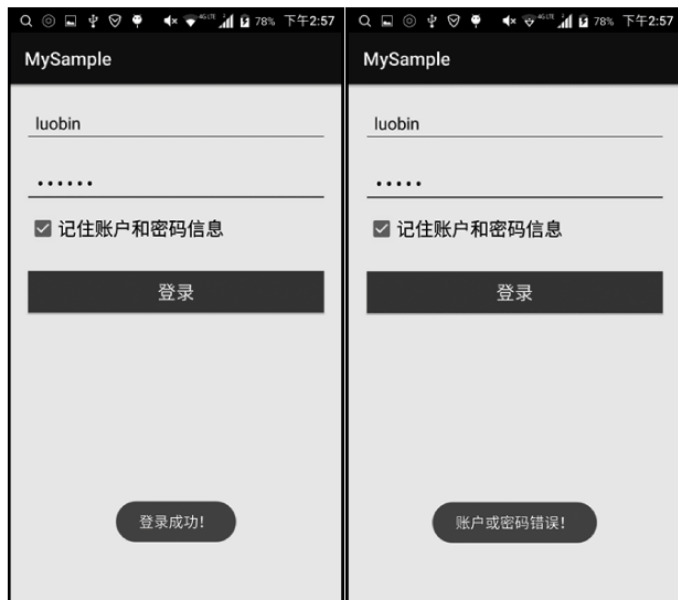 78% 下午2:57
MySample
luobin
••••••
记住账户和密码信息
登录
登录成功!
78% 下午2:57
MySample
luobin
•••••
记住账户和密码信息
登录
账户或密码错误!